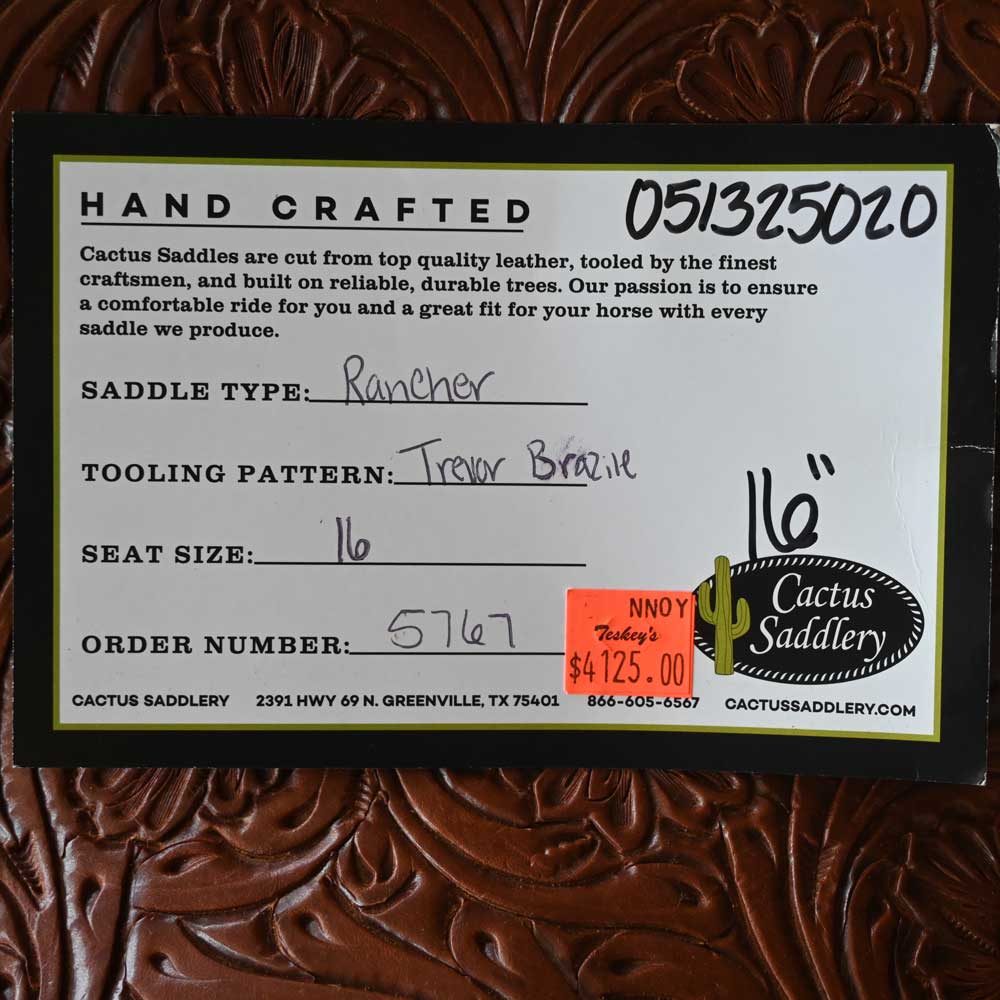 HAND CRAFTED
051325020
Cactus Saddles are cut from top quality leather, tooled by the finest
craftsmen, and built on reliable, durable trees. Our passion is to ensure
a comfortable ride for you and a great fit for your horse with every
saddle we produce.
SADDLE TYPE: Rancher
TOOLING PATTERN: Trevor Brazile
SEAT SIZE: 16
16"
ORDER NUMBER: 5767
NNOY
Teskey's
$4125.00
Cactus
Saddlery
CACTUS SADDLERY 2391 HWY 69 N. GREENVILLE, TX 75401 866-605-6567 CACTUSSADDLERY.COM